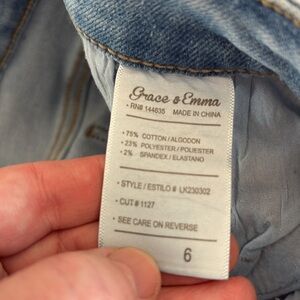 Grace & Emma
• RN# 144635 MADE IN CHINA
• 75% COTTON / ALGODON
• 23% POLYESTER / POLIESTER
• 2% SPANDEX / ELASTANO
• STYLE / ESTILO # LK230302
• CUT # 1127
• SEE CARE ON REVERSE
6